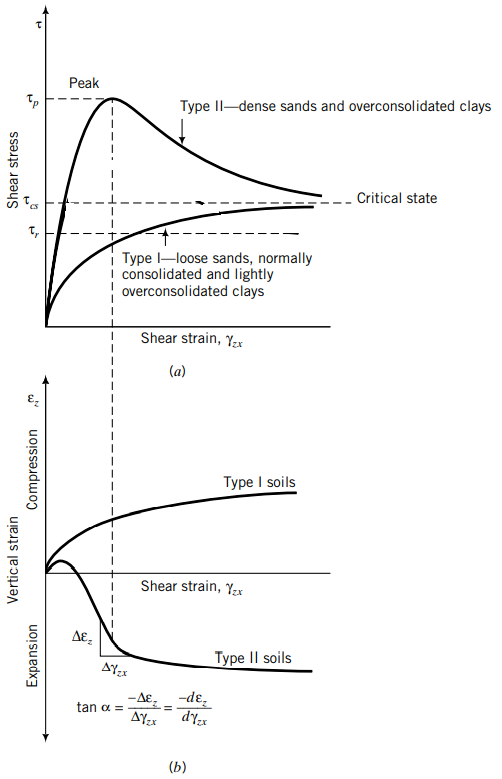 τ
Peak
τp
Type II—dense sands and overconsolidated clays
Shear stress
τcs
Critical state
τr
Type I—loose sands, normally
consolidated and lightly
overconsolidated clays
Shear strain, γzx
(a)
εz
Compression
Type I soils
Vertical strain
Shear strain, γzx
Expansion
Δεz
Type II soils
Δγzx
tan α = −Δεz/Δγzx = −dεz/dγzx
(b)